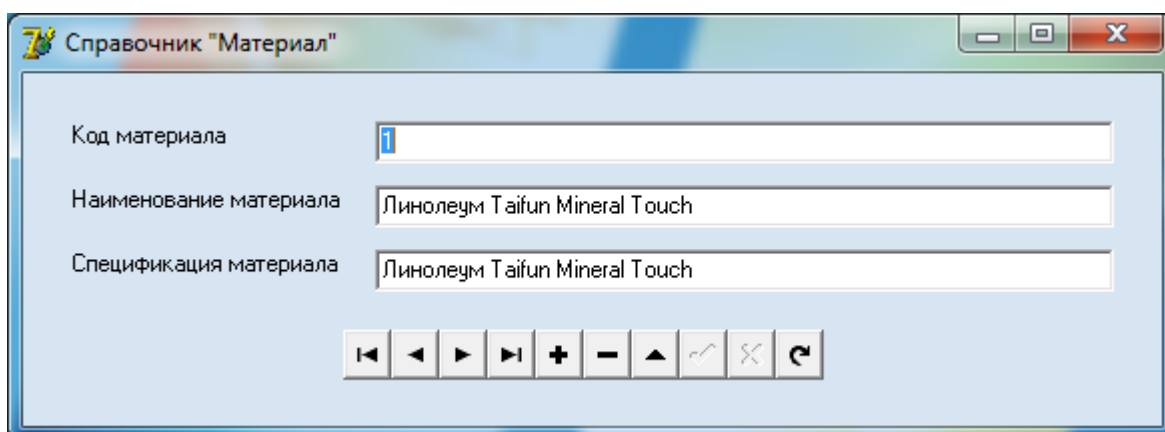 Справочник "Материал"
Код материала 1
Наименование материала Линолеум Taifun Mineral Touch
Спецификация материала Линолеум Taifun Mineral Touch